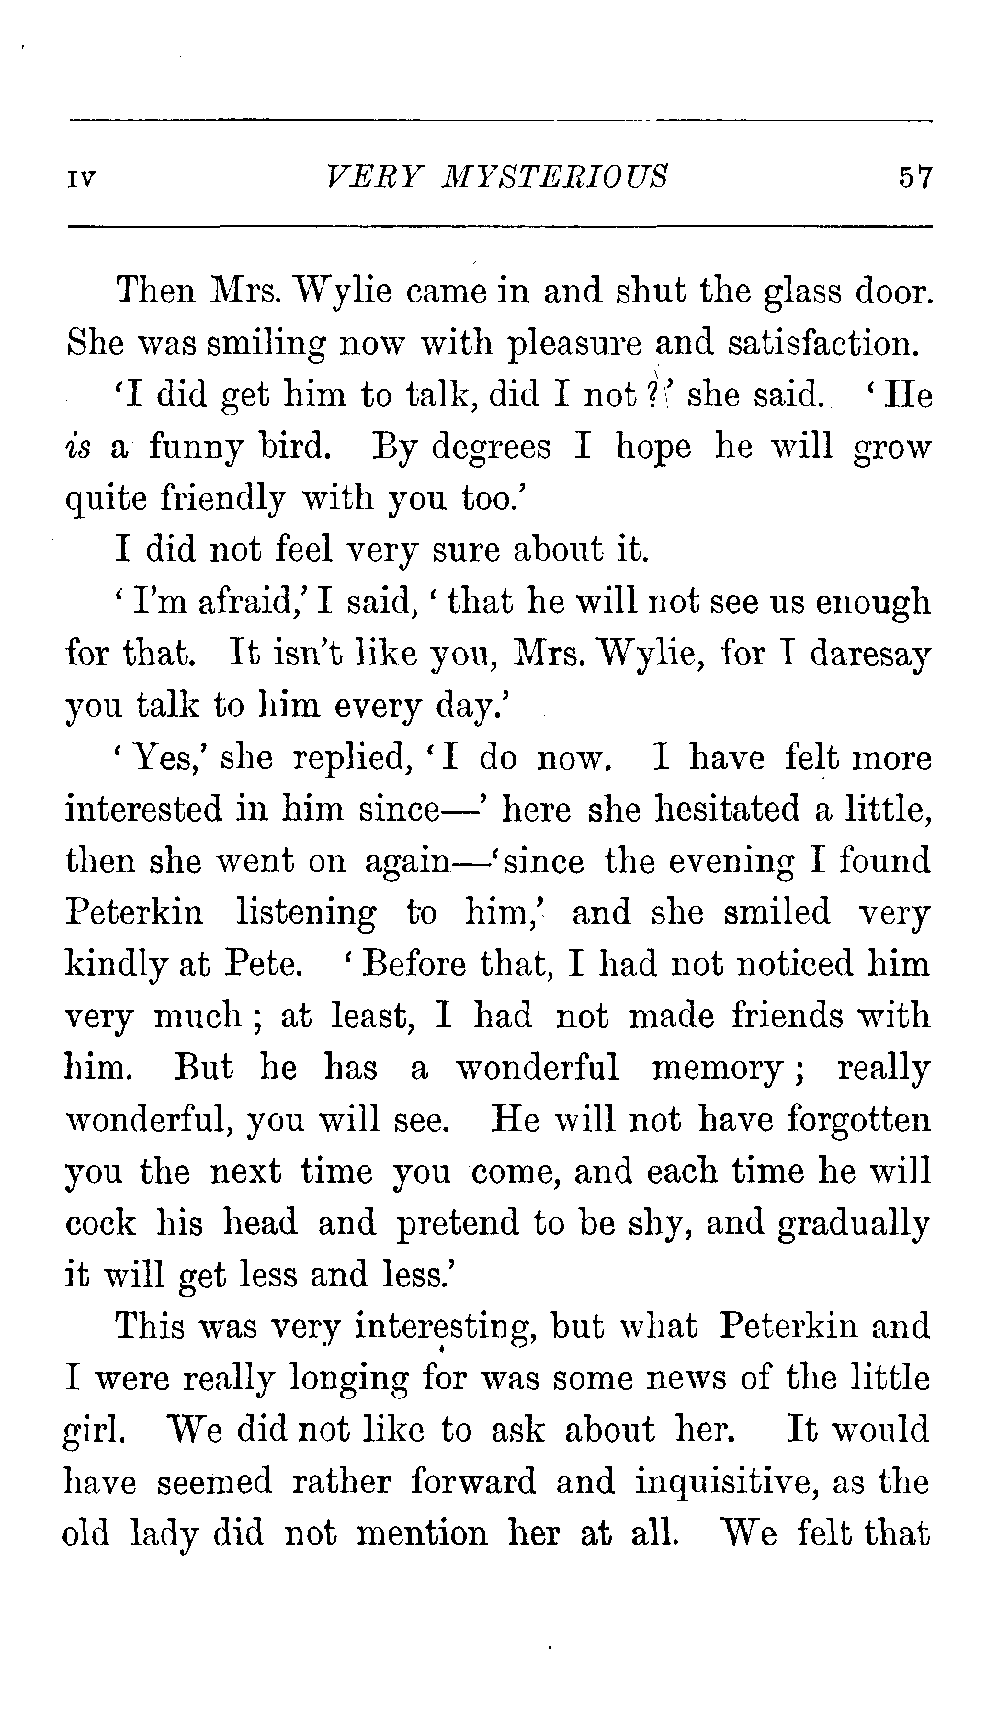 IV VERY MYSTERIOUS 57
Then Mrs. Wylie came in and shut the glass door.
She was smiling now with pleasure and satisfaction.
‘I did get him to talk, did I not?’ she said. ‘He
is a funny bird. By degrees I hope he will grow
quite friendly with you too.’
I did not feel very sure about it.
‘I’m afraid,’ I said, ‘that he will not see us enough
for that. It isn’t like you, Mrs. Wylie, for I daresay
you talk to him every day.’
‘Yes,’ she replied, ‘I do now. I have felt more
interested in him since—’ here she hesitated a little,
then she went on again—‘since the evening I found
Peterkin listening to him,’ and she smiled very
kindly at Pete. ‘Before that, I had not noticed him
very much; at least, I had not made friends with
him. But he has a wonderful memory; really
wonderful, you will see. He will not have forgotten
you the next time you come, and each time he will
cock his head and pretend to be shy, and gradually
it will get less and less.’
This was very interesting, but what Peterkin and
I were really longing for was some news of the little
girl. We did not like to ask about her. It would
have seemed rather forward and inquisitive, as the
old lady did not mention her at all. We felt that